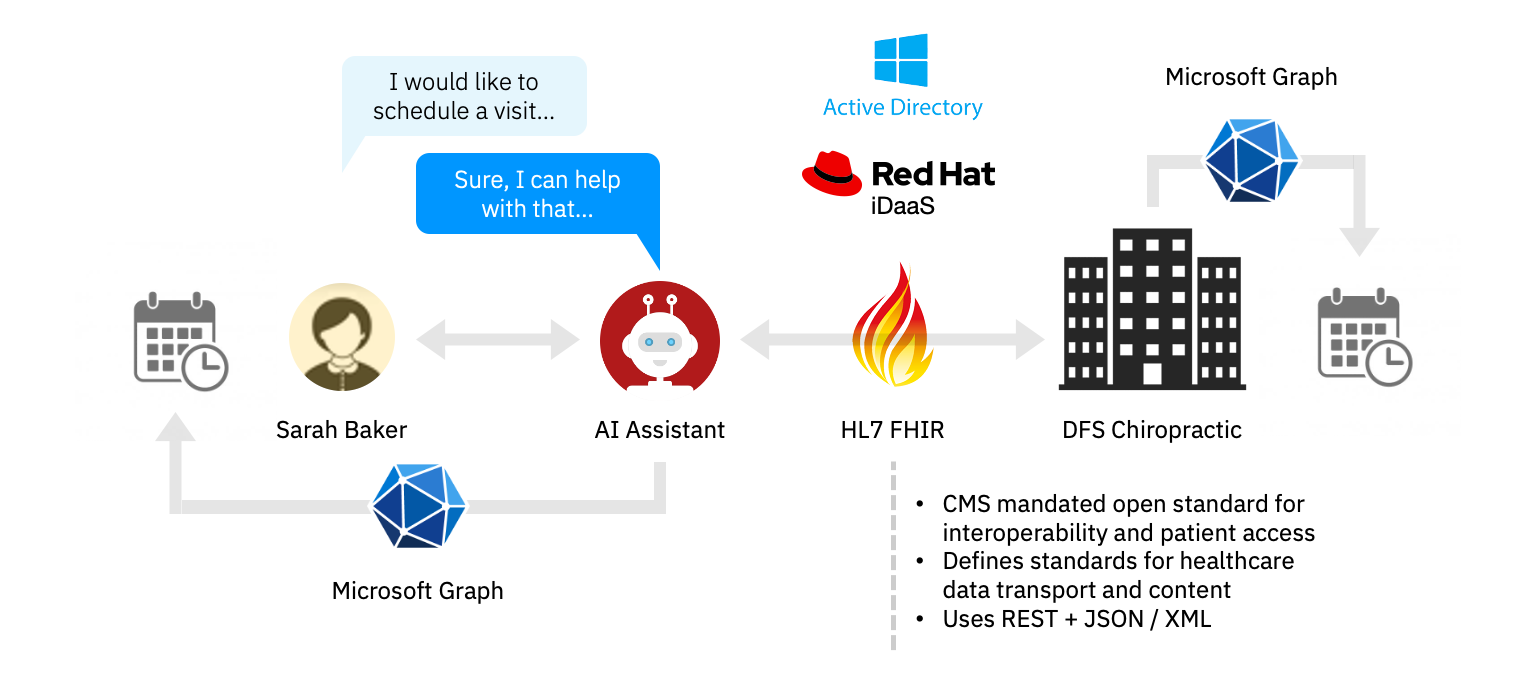 I would like to
schedule a visit...
Sure, I can help
with that...
Active Directory
Red Hat
iDaaS
Microsoft Graph
Sarah Baker
AI Assistant
HL7 FHIR
DFS Chiropractic
Microsoft Graph
• CMS mandated open standard for
interoperability and patient access
• Defines standards for healthcare
data transport and content
• Uses REST + JSON / XML